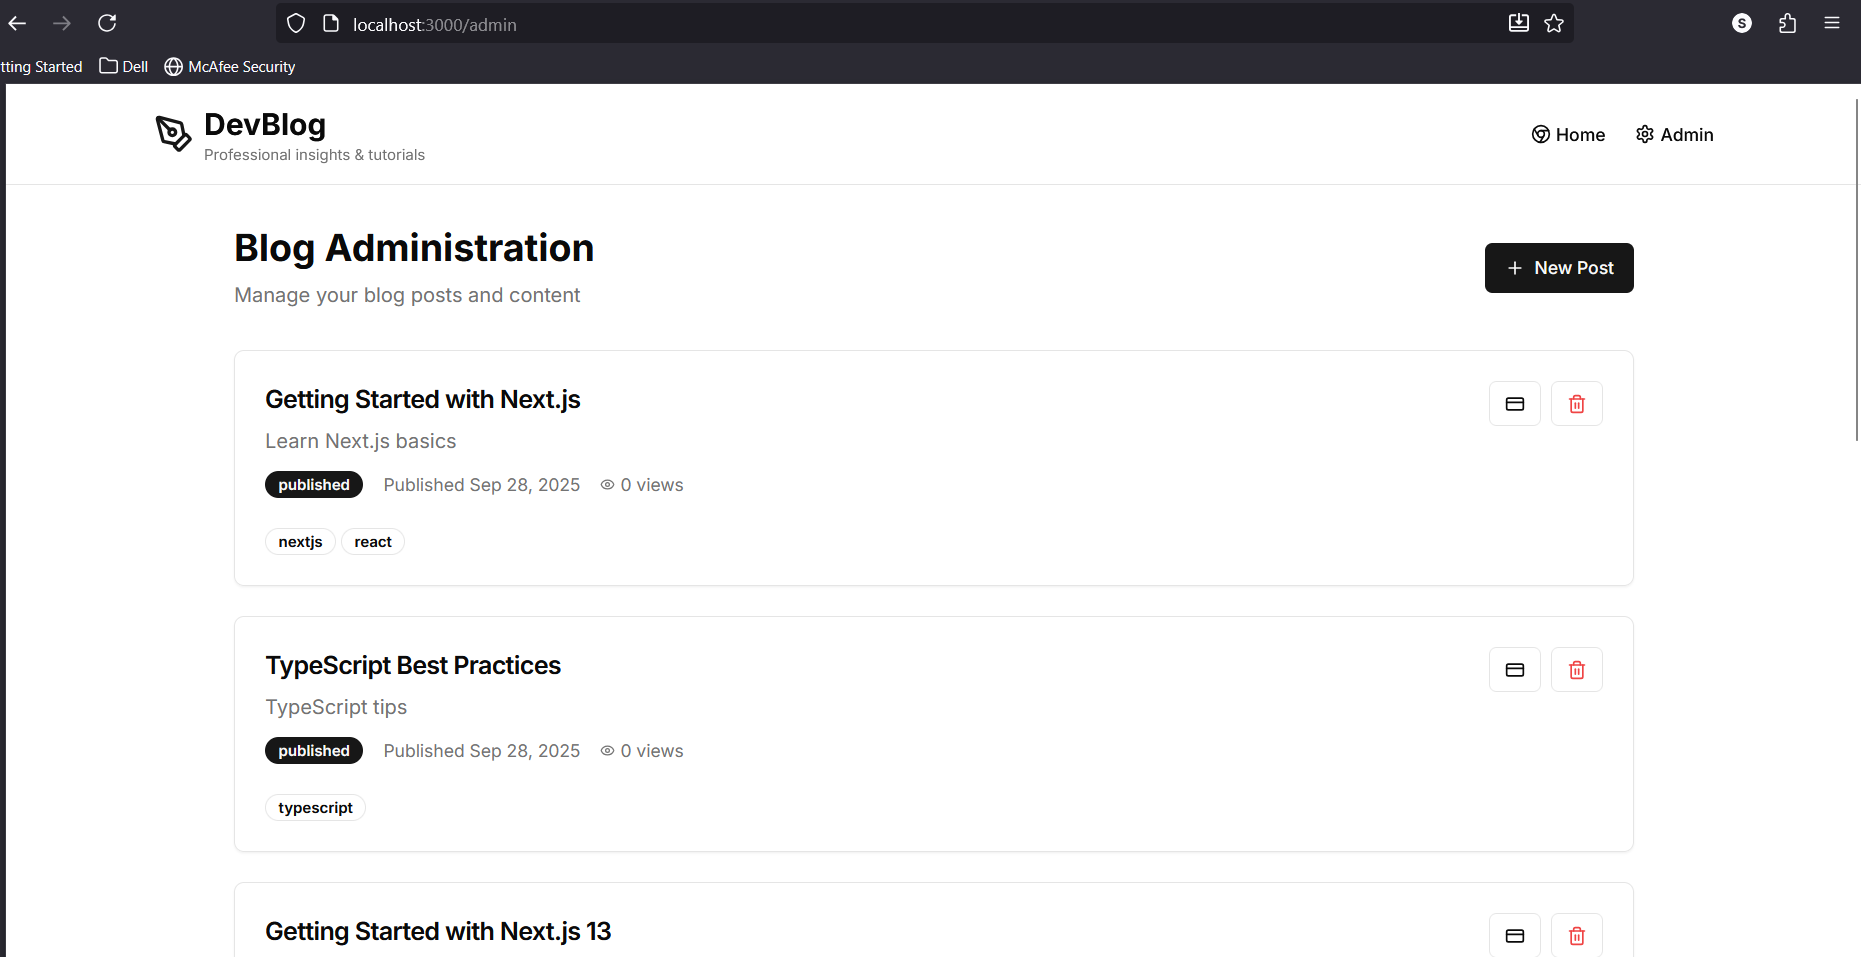 localhost:3000/admin
tting Started Dell McAfee Security
DevBlog
Professional insights & tutorials
Home Admin
S
Blog Administration
Manage your blog posts and content
New Post
Getting Started with Next.js
Learn Next.js basics
published Published Sep 28, 2025 0 views
nextjs react
TypeScript Best Practices
TypeScript tips
published Published Sep 28, 2025 0 views
typescript
Getting Started with Next.js 13